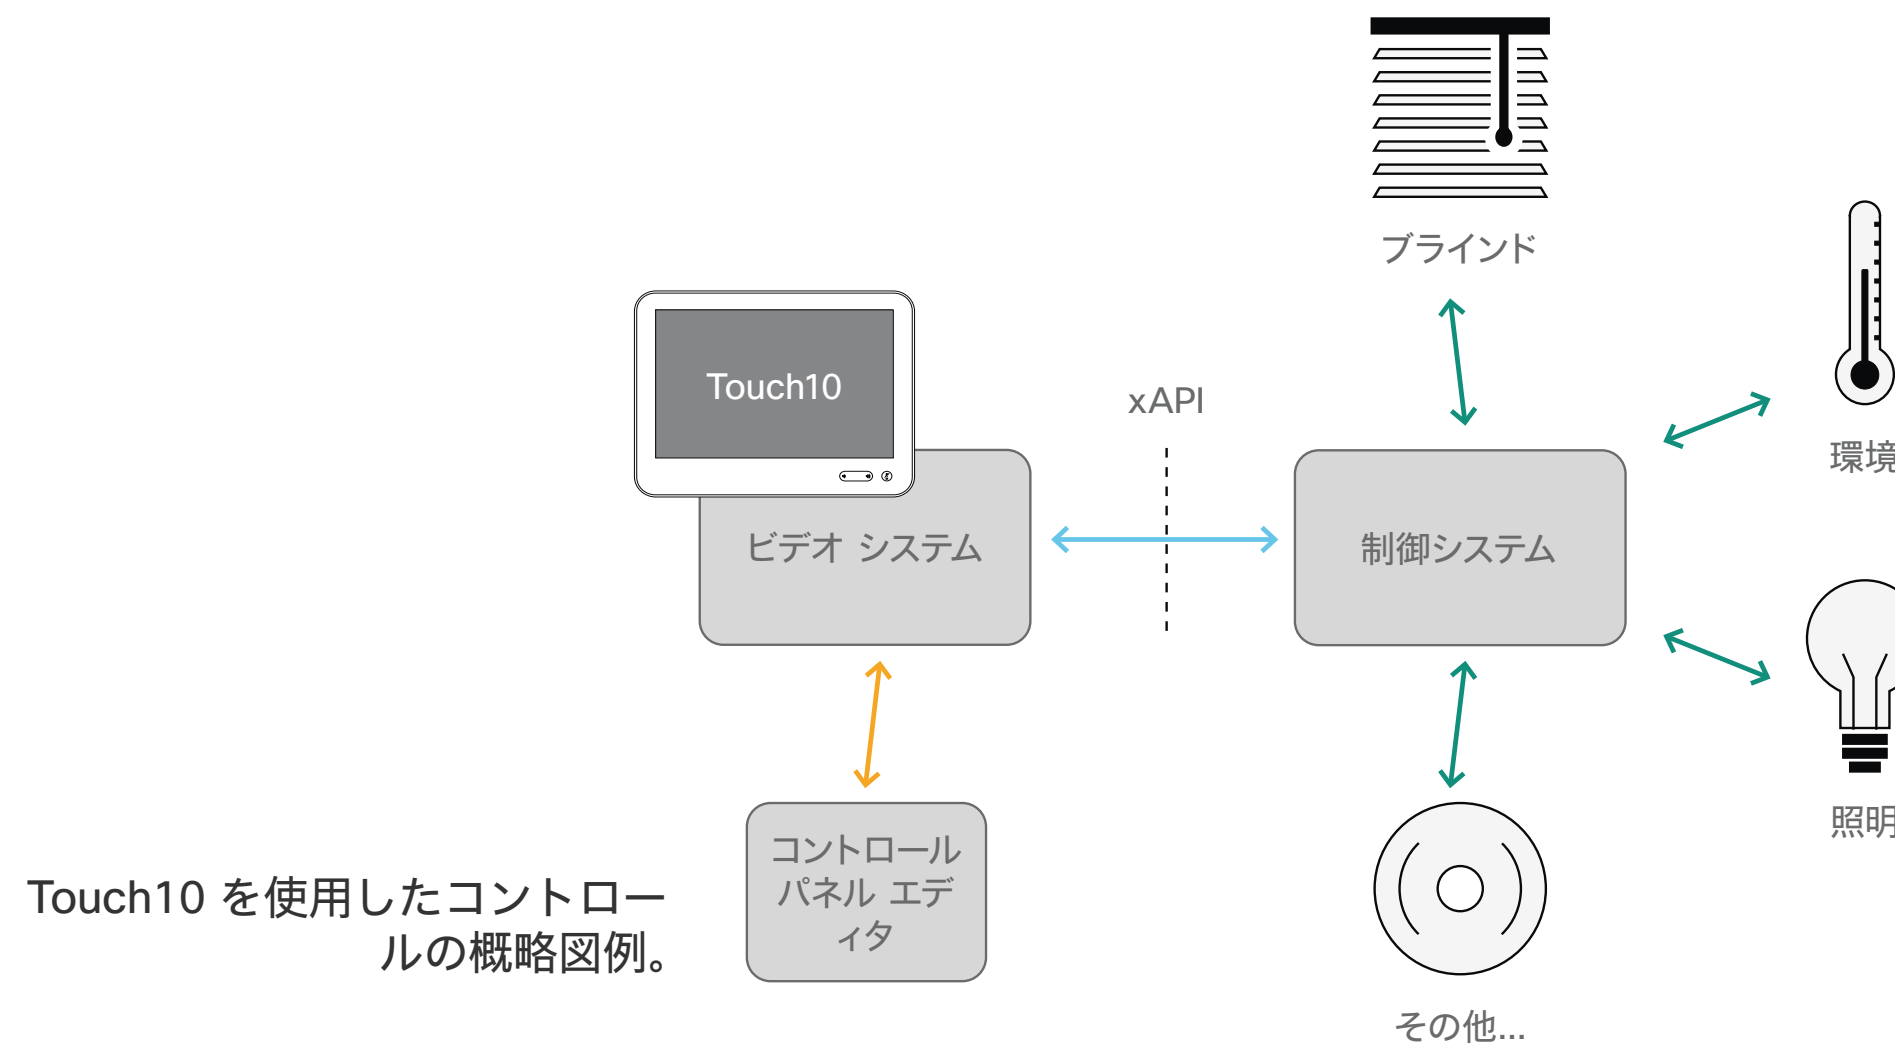 ブラインド
Touch10
xAPI
環境
ビデオ システム
制御システム
照明
コントロール
パネル エデ
ィタ
Touch10 を使用したコントロー
ルの概略図例。
その他...